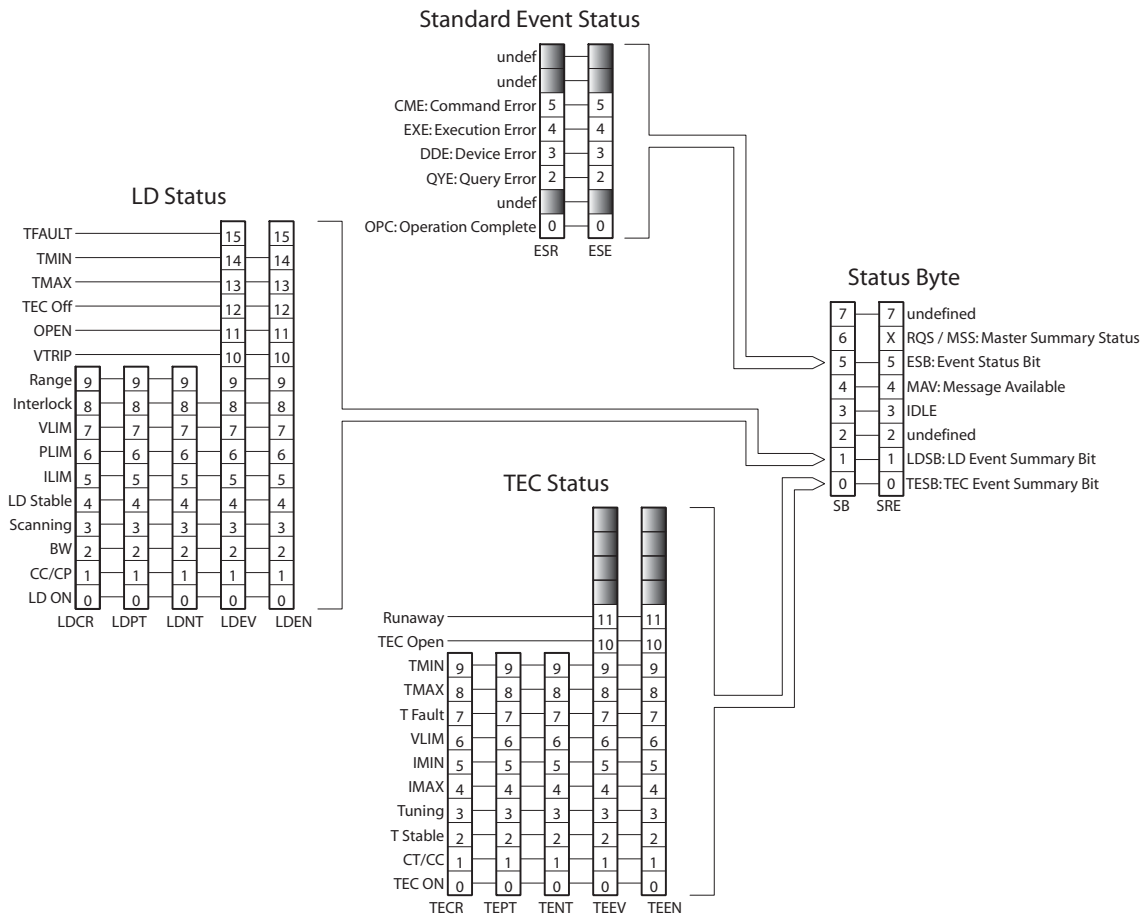 Standard Event Status
undef
undef
CME: Command Error 5 5
EXE: Execution Error 4 4
DDE: Device Error 3 3
QYE: Query Error 2 2
undef
OPC: Operation Complete 0 0
ESR ESE
LD Status
TFAULT 15 15
TMIN 14 14
TMAX 13 13
TEC Off 12 12
OPEN 11 11
VTRIP 10 10
Range 9 9 9 9 9
Interlock 8 8 8 8 8
VLIM 7 7 7 7 7
PLIM 6 6 6 6 6
ILIM 5 5 5 5 5
LD Stable 4 4 4 4 4
Scanning 3 3 3 3 3
BW 2 2 2 2 2
CC/CP 1 1 1 1 1
LD ON 0 0 0 0 0
LDCR LDPT LDNT LDEV LDEN
Status Byte
7 7 undefined
6 X RQS / MSS: Master Summary Status
5 5 ESB: Event Status Bit
4 4 MAV: Message Available
3 3 IDLE
2 2 undefined
1 1 LDSB: LD Event Summary Bit
0 0 TESB: TEC Event Summary Bit
SB SRE
TEC Status
Runaway 11 11
TEC Open 10 10
TMIN 9 9 9 9 9
TMAX 8 8 8 8 8
T Fault 7 7 7 7 7
VLIM 6 6 6 6 6
IMIN 5 5 5 5 5
IMAX 4 4 4 4 4
Tuning 3 3 3 3 3
T Stable 2 2 2 2 2
CT/CC 1 1 1 1 1
TEC ON 0 0 0 0 0
TECR TEPT TENT TEEV TEEN